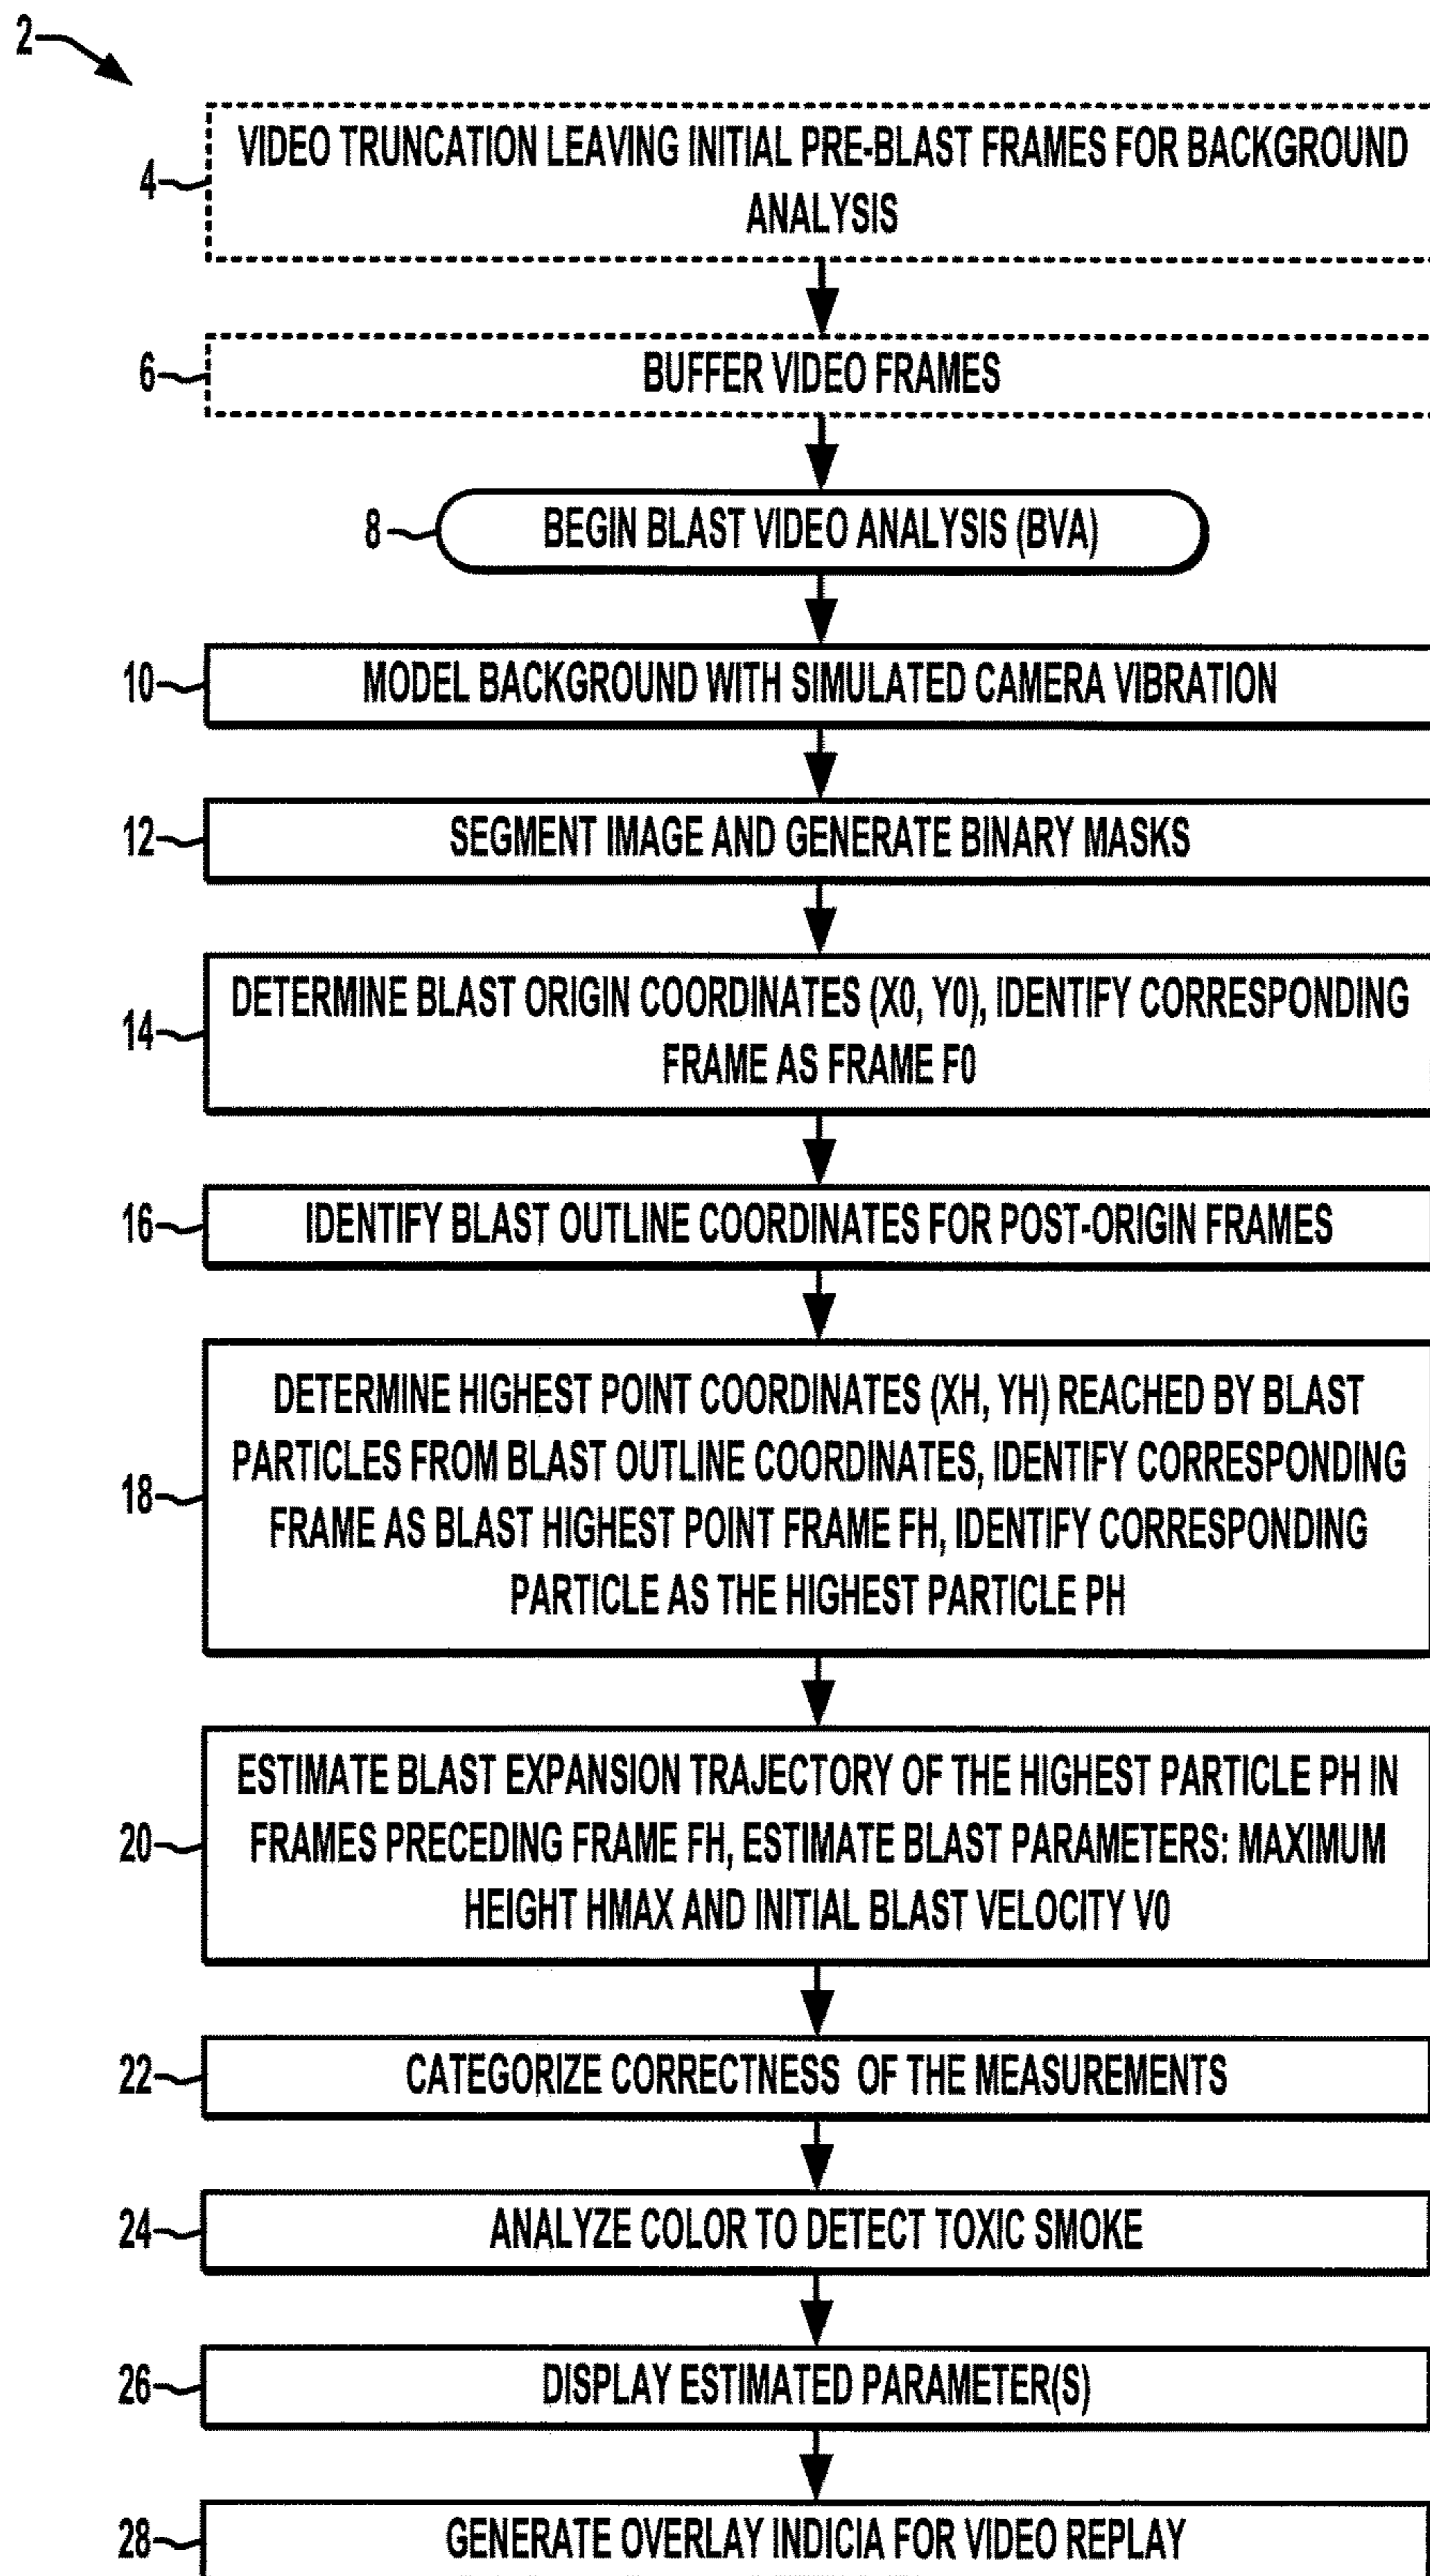 2
4
VIDEO TRUNCATION LEAVING INITIAL PRE-BLAST FRAMES FOR BACKGROUND
ANALYSIS
6
BUFFER VIDEO FRAMES
8
BEGIN BLAST VIDEO ANALYSIS (BVA)
10
MODEL BACKGROUND WITH SIMULATED CAMERA VIBRATION
12
SEGMENT IMAGE AND GENERATE BINARY MASKS
14
DETERMINE BLAST ORIGIN COORDINATES (X0, Y0), IDENTIFY CORRESPONDING
FRAME AS FRAME F0
16
IDENTIFY BLAST OUTLINE COORDINATES FOR POST-ORIGIN FRAMES
18
DETERMINE HIGHEST POINT COORDINATES (XH, YH) REACHED BY BLAST
PARTICLES FROM BLAST OUTLINE COORDINATES, IDENTIFY CORRESPONDING
FRAME AS BLAST HIGHEST POINT FRAME FH, IDENTIFY CORRESPONDING
PARTICLE AS THE HIGHEST PARTICLE PH
20
ESTIMATE BLAST EXPANSION TRAJECTORY OF THE HIGHEST PARTICLE PH IN
FRAMES PRECEDING FRAME FH, ESTIMATE BLAST PARAMETERS: MAXIMUM
HEIGHT HMAX AND INITIAL BLAST VELOCITY V0
22
CATEGORIZE CORRECTNESS OF THE MEASUREMENTS
24
ANALYZE COLOR TO DETECT TOXIC SMOKE
26
DISPLAY ESTIMATED PARAMETER(S)
28
GENERATE OVERLAY INDICIA FOR VIDEO REPLAY